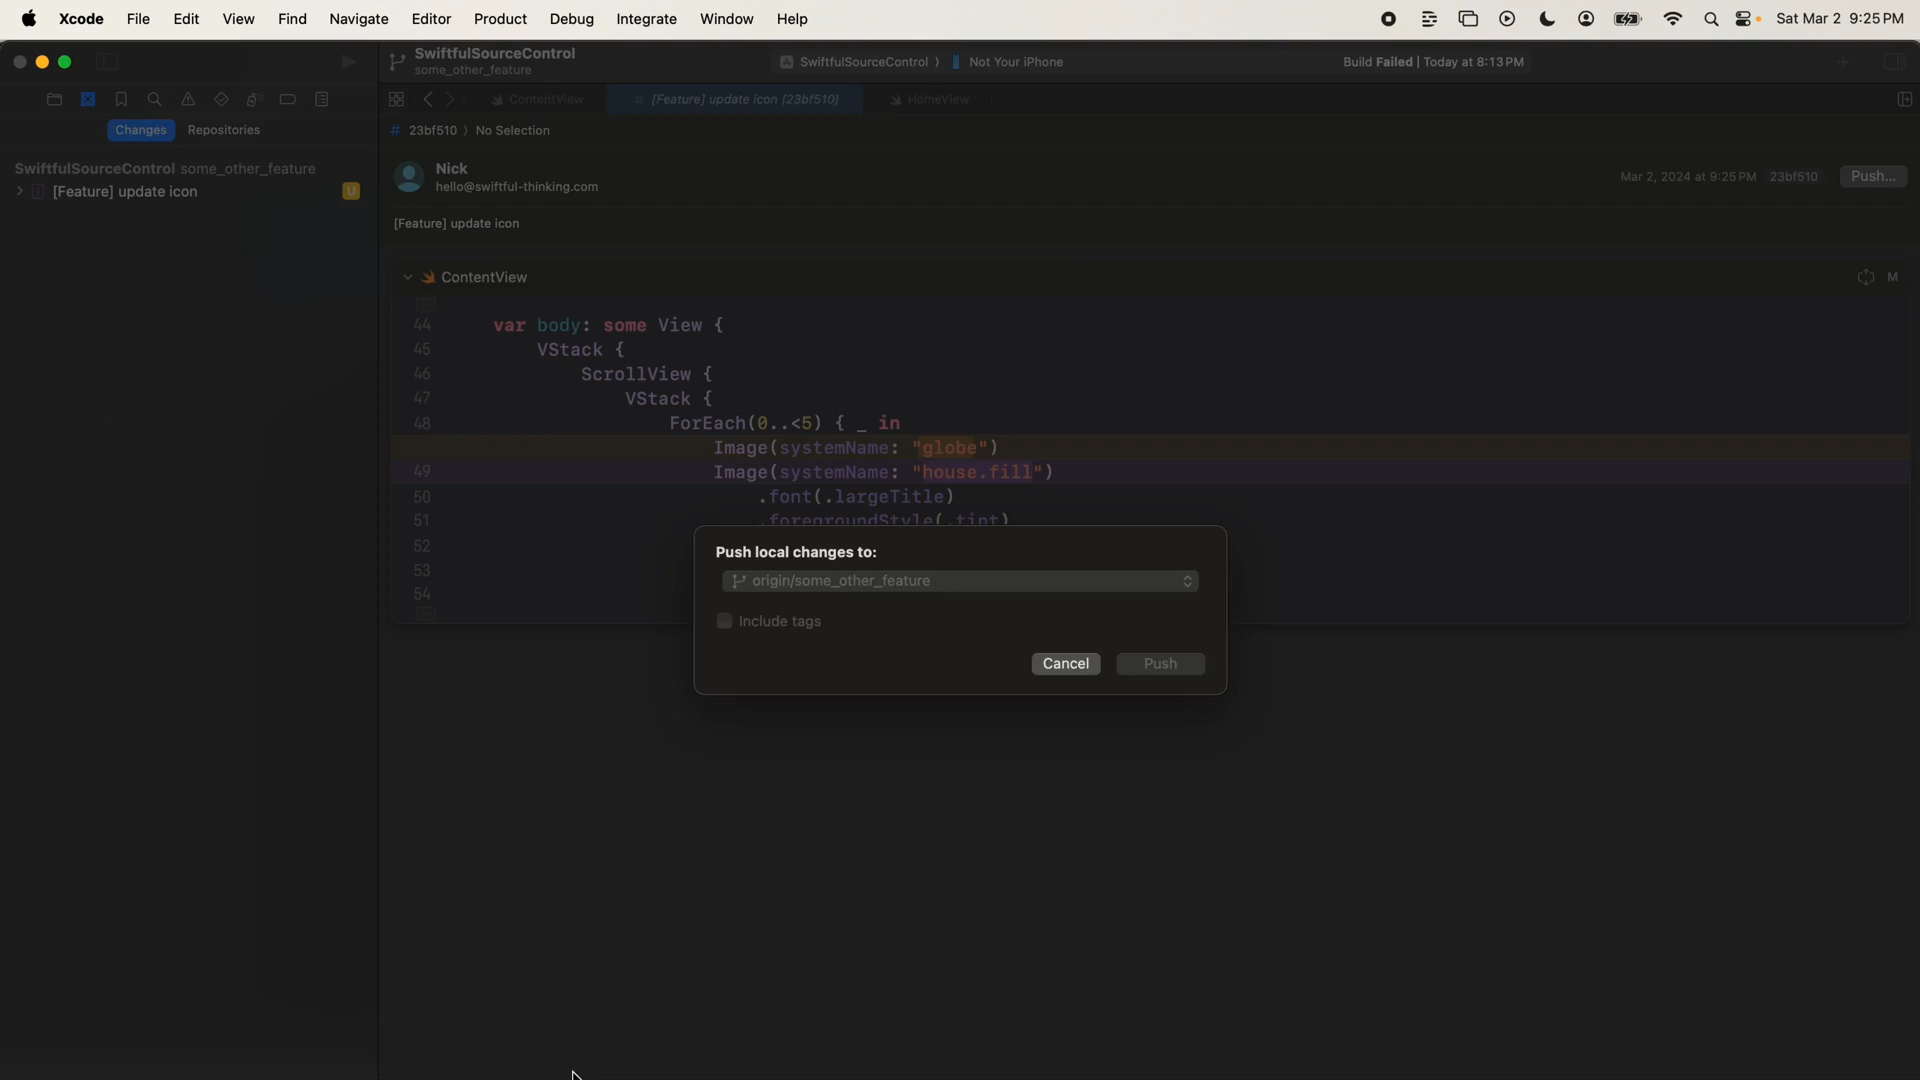 Xcode File Edit View Find Navigate Editor Product Debug Integrate Window Help Sat Mar 2 9:25 PM
SwiftfulSourceControl
some_other_feature
SwiftfulSourceControl ⟩ Not Your iPhone
Build Failed | Today at 8:13 PM
ContentView
# [Feature] update icon (23bf510)
HomeView
Changes Repositories
# 23bf510 ⟩ No Selection
SwiftfulSourceControl some_other_feature
[Feature] update icon U
Nick
hello@swiftful-thinking.com
Mar 2, 2024 at 9:25 PM 23bf510 Push...
[Feature] update icon
ContentView M
44 var body: some View {
45 VStack {
46 ScrollView {
47 VStack {
48 ForEach(0..<5) { _ in
Image(systemName: "globe")
49 Image(systemName: "house.fill")
50 .font(.largeTitle)
51 .foregroundStyle(.tint)
52
53
54
Push local changes to:
origin/some_other_feature
Include tags
Cancel Push